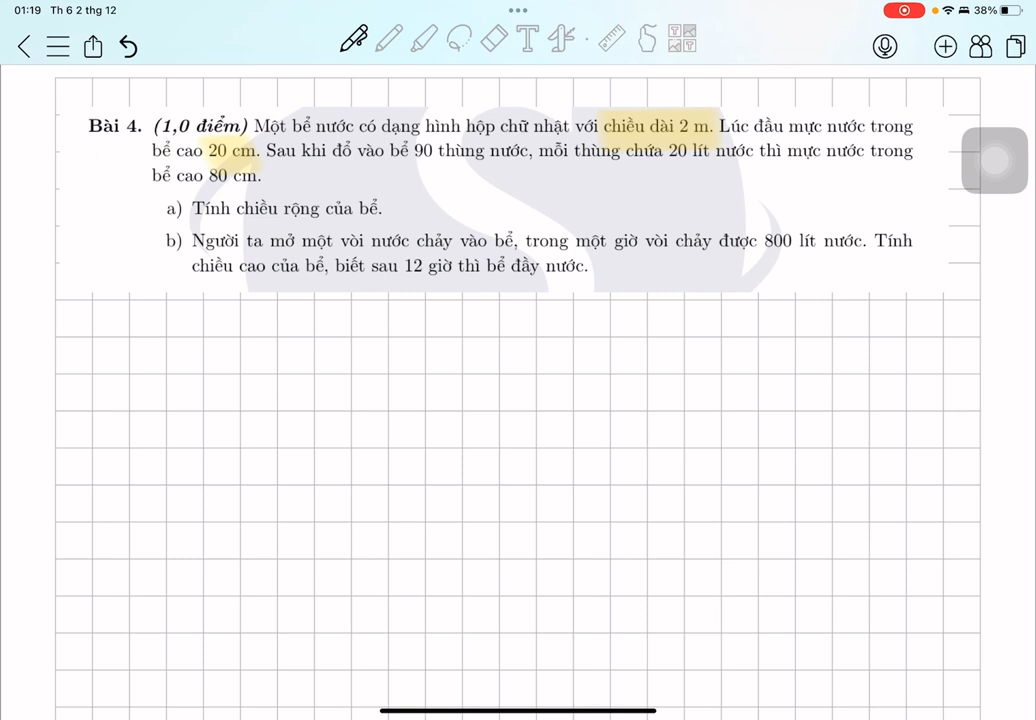 01:19 Th 6 2 thg 12
38%
Bài 4. (1,0 điểm) Một bể nước có dạng hình hộp chữ nhật với chiều dài 2 m. Lúc đầu mực nước trong
bể cao 20 cm. Sau khi đổ vào bể 90 thùng nước, mỗi thùng chứa 20 lít nước thì mực nước trong
bể cao 80 cm.
a) Tính chiều rộng của bể.
b) Người ta mở một vòi nước chảy vào bể, trong một giờ vòi chảy được 800 lít nước. Tính
chiều cao của bể, biết sau 12 giờ thì bể đầy nước.